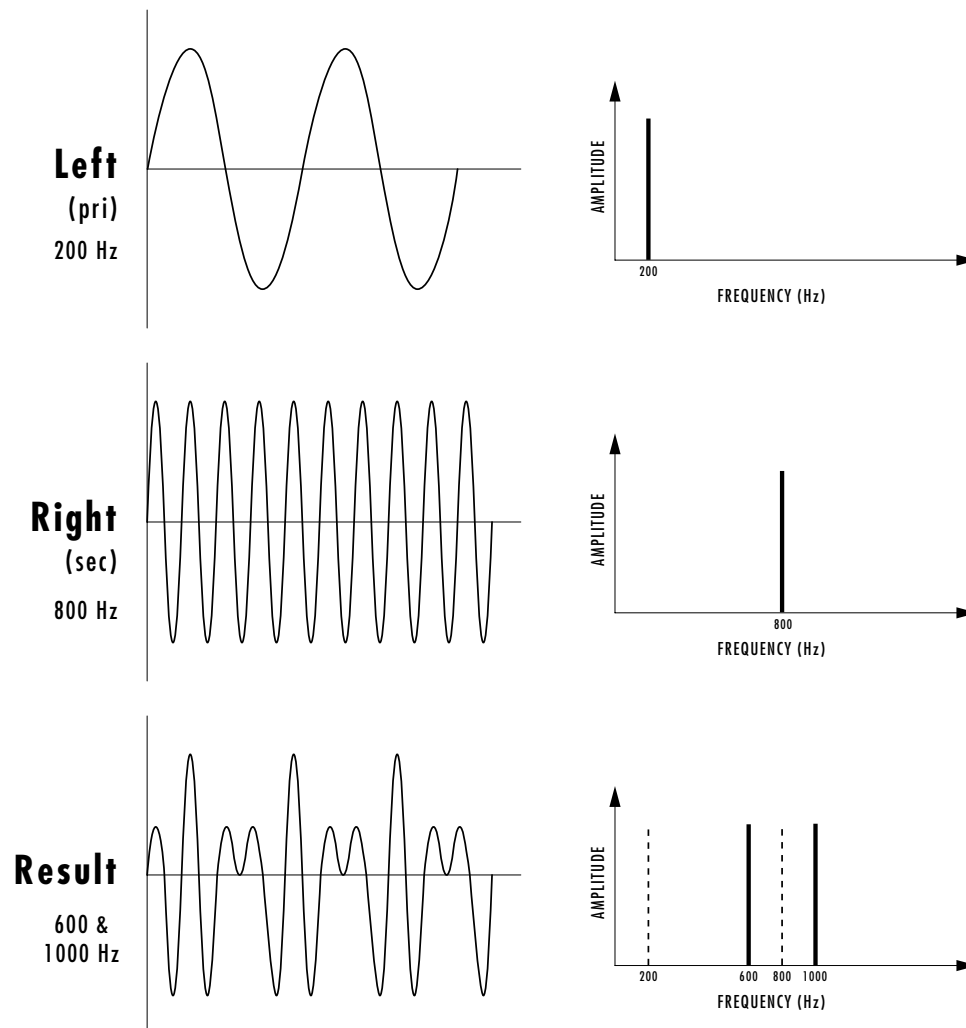 Left
(pri)
200 Hz
AMPLITUDE
200
FREQUENCY (Hz)
Right
(sec)
800 Hz
AMPLITUDE
800
FREQUENCY (Hz)
Result
600 &
1000 Hz
AMPLITUDE
200 600 800 1000
FREQUENCY (Hz)